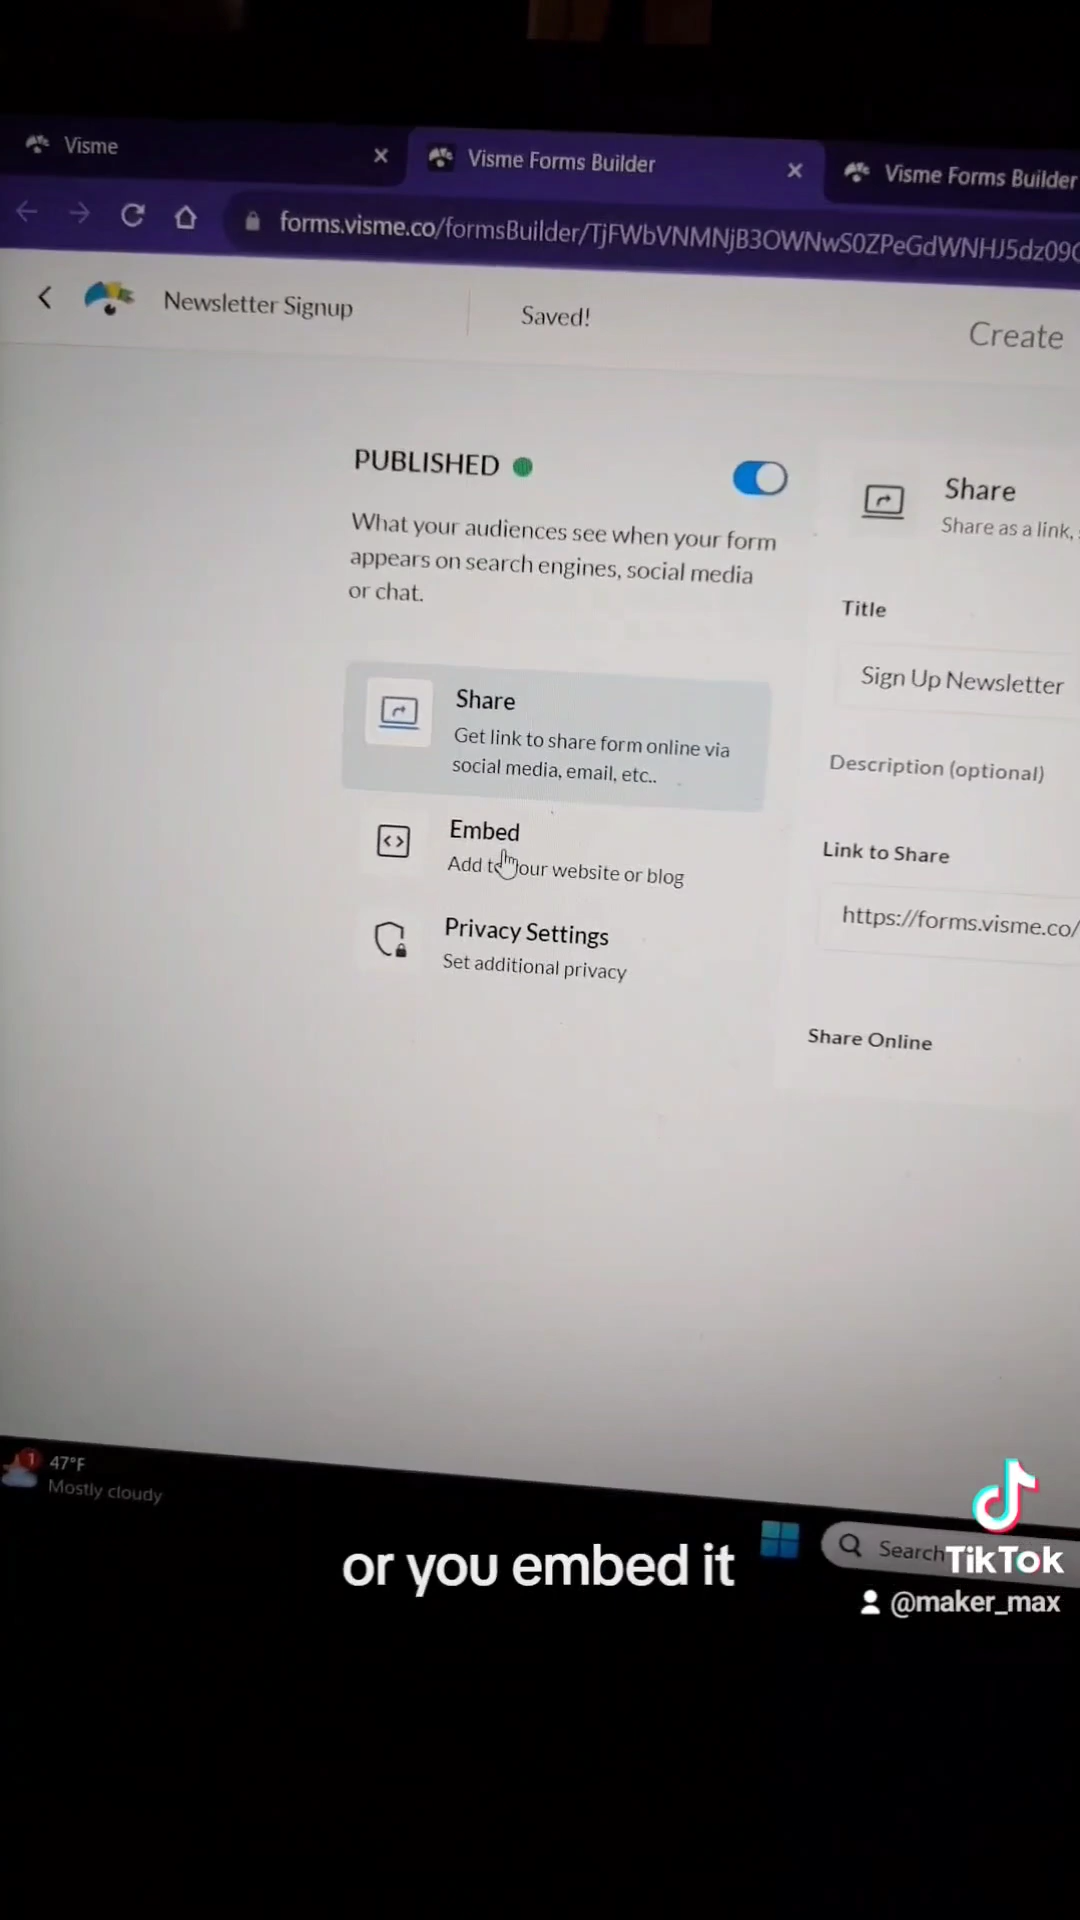 Visme
Visme Forms Builder
Visme Forms Builder
forms.visme.co/formsBuilder/TjFWbVNMNjB3OWNwS0ZPeGdWNHJ5dz09
Newsletter Signup
Saved!
Create
PUBLISHED
What your audiences see when your form
appears on search engines, social media
or chat.
Share
Get link to share form online via
social media, email, etc..
Embed
Add to your website or blog
Privacy Settings
Set additional privacy
Share
Share as a link,
Title
Sign Up Newsletter
Description (optional)
Link to Share
https://forms.visme.co/
Share Online
1
47°F
Mostly cloudy
Search
or you embed it
TikTok
@maker_max